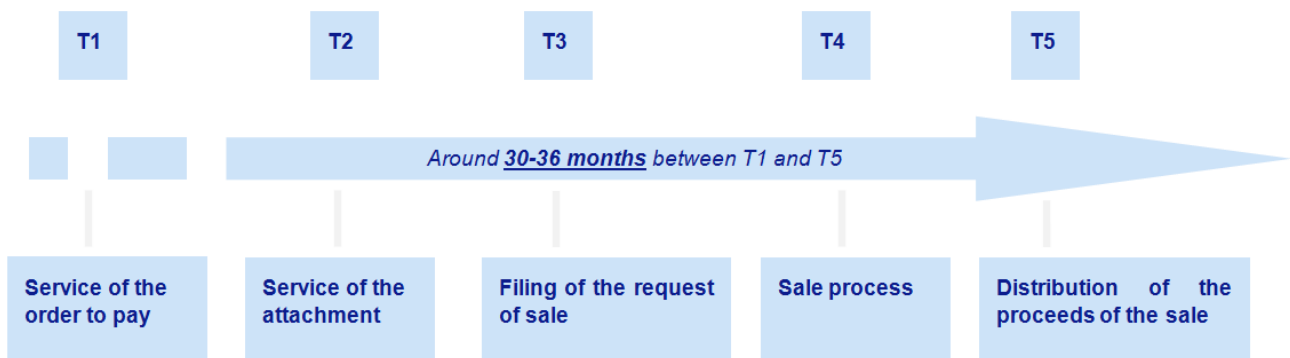 T1
T2
T3
T4
T5
Around 30-36 months between T1 and T5
Service of the
order to pay
Service of the
attachment
Filing of the request
of sale
Sale process
Distribution of the
proceeds of the sale